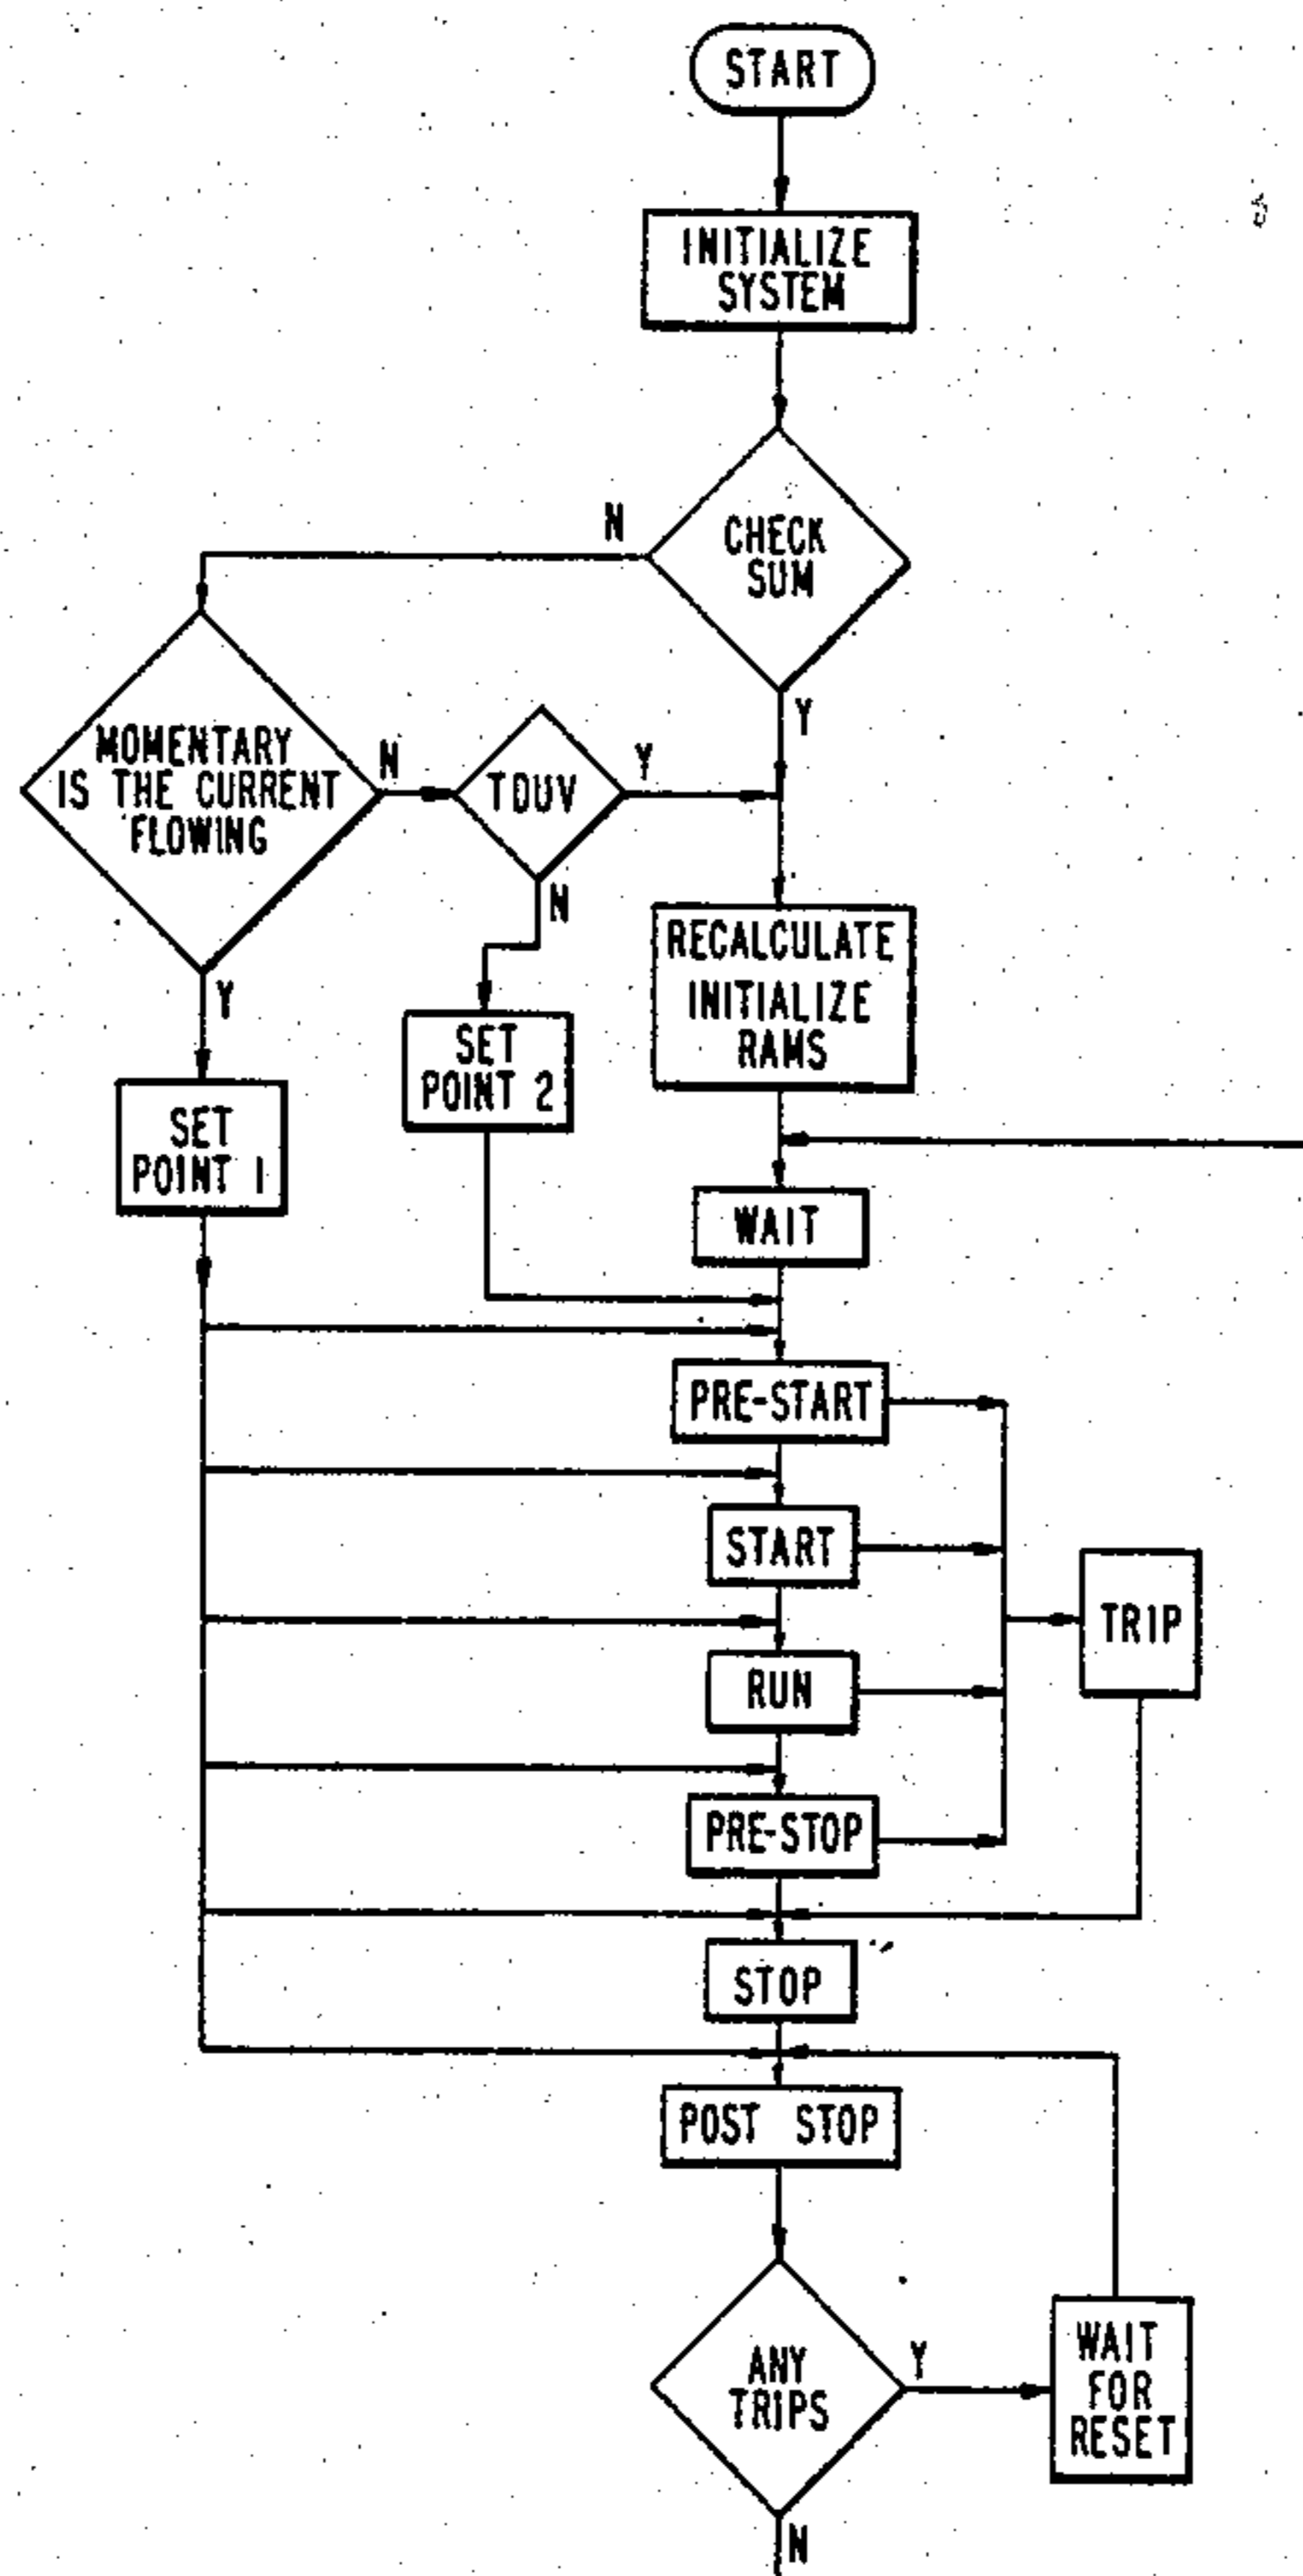 START
INITIALIZE
SYSTEM
N
CHECK
SUM
Y
MOMENTARY
IS THE CURRENT
FLOWING
N
TDUV
Y
N
Y
RECALCULATE
INITIALIZE
RAMS
SET
POINT 2
SET
POINT 1
WAIT
PRE-START
START
TRIP
RUN
PRE-STOP
STOP
POST STOP
ANY
TRIPS
Y
WAIT
FOR
RESET
N